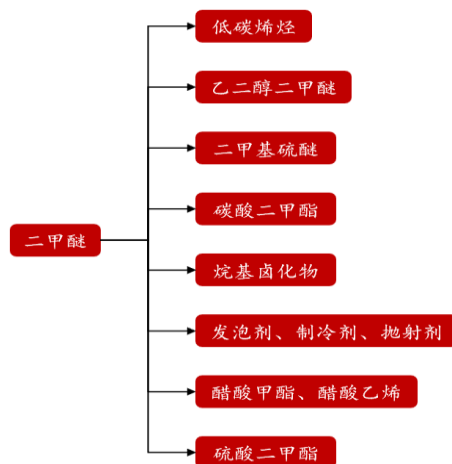 低碳烯烃
乙二醇二甲醚
二甲基硫醚
碳酸二甲酯
二甲醚
烷基卤化物
发泡剂、制冷剂、抛射剂
醋酸甲酯、醋酸乙烯
硫酸二甲酯